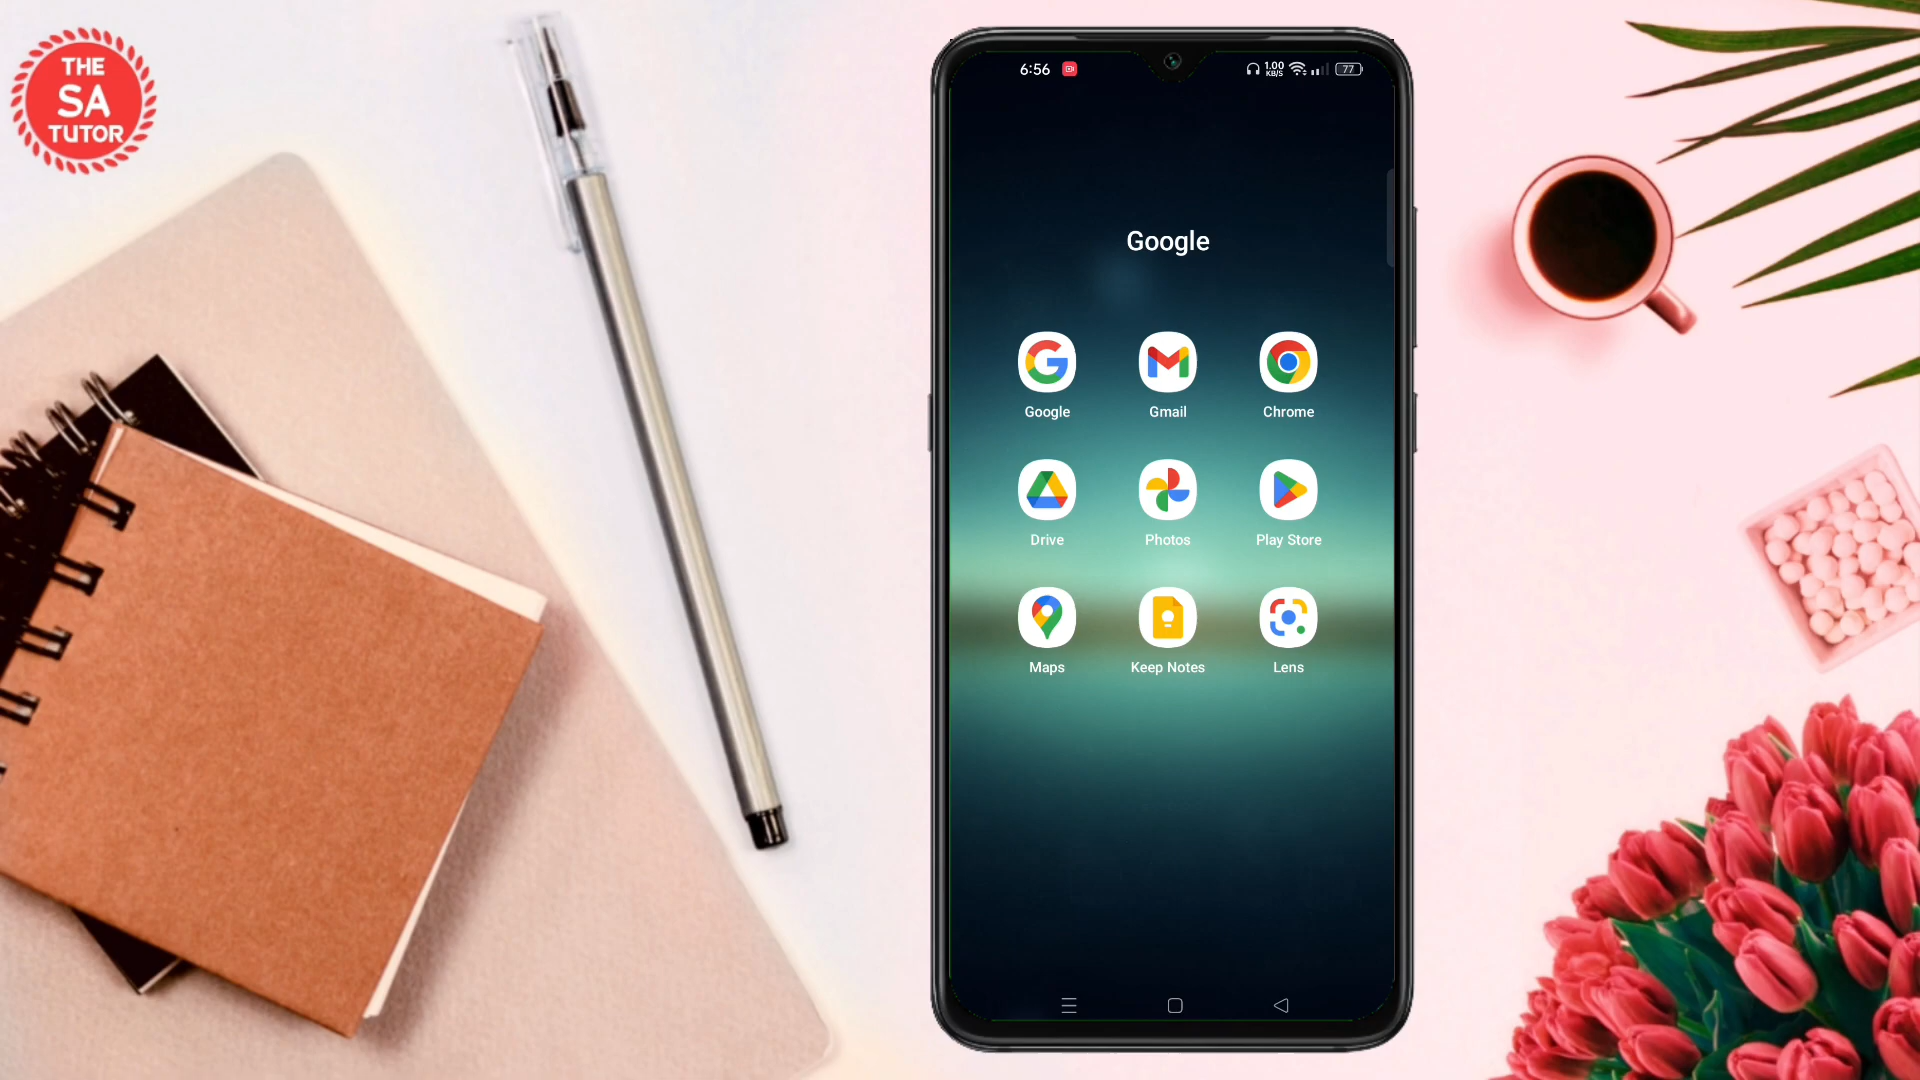 THE
SA
TUTOR
6:56
1.00
KB/S
77
Google
Google Gmail Chrome
Drive Photos Play Store
Maps Keep Notes Lens